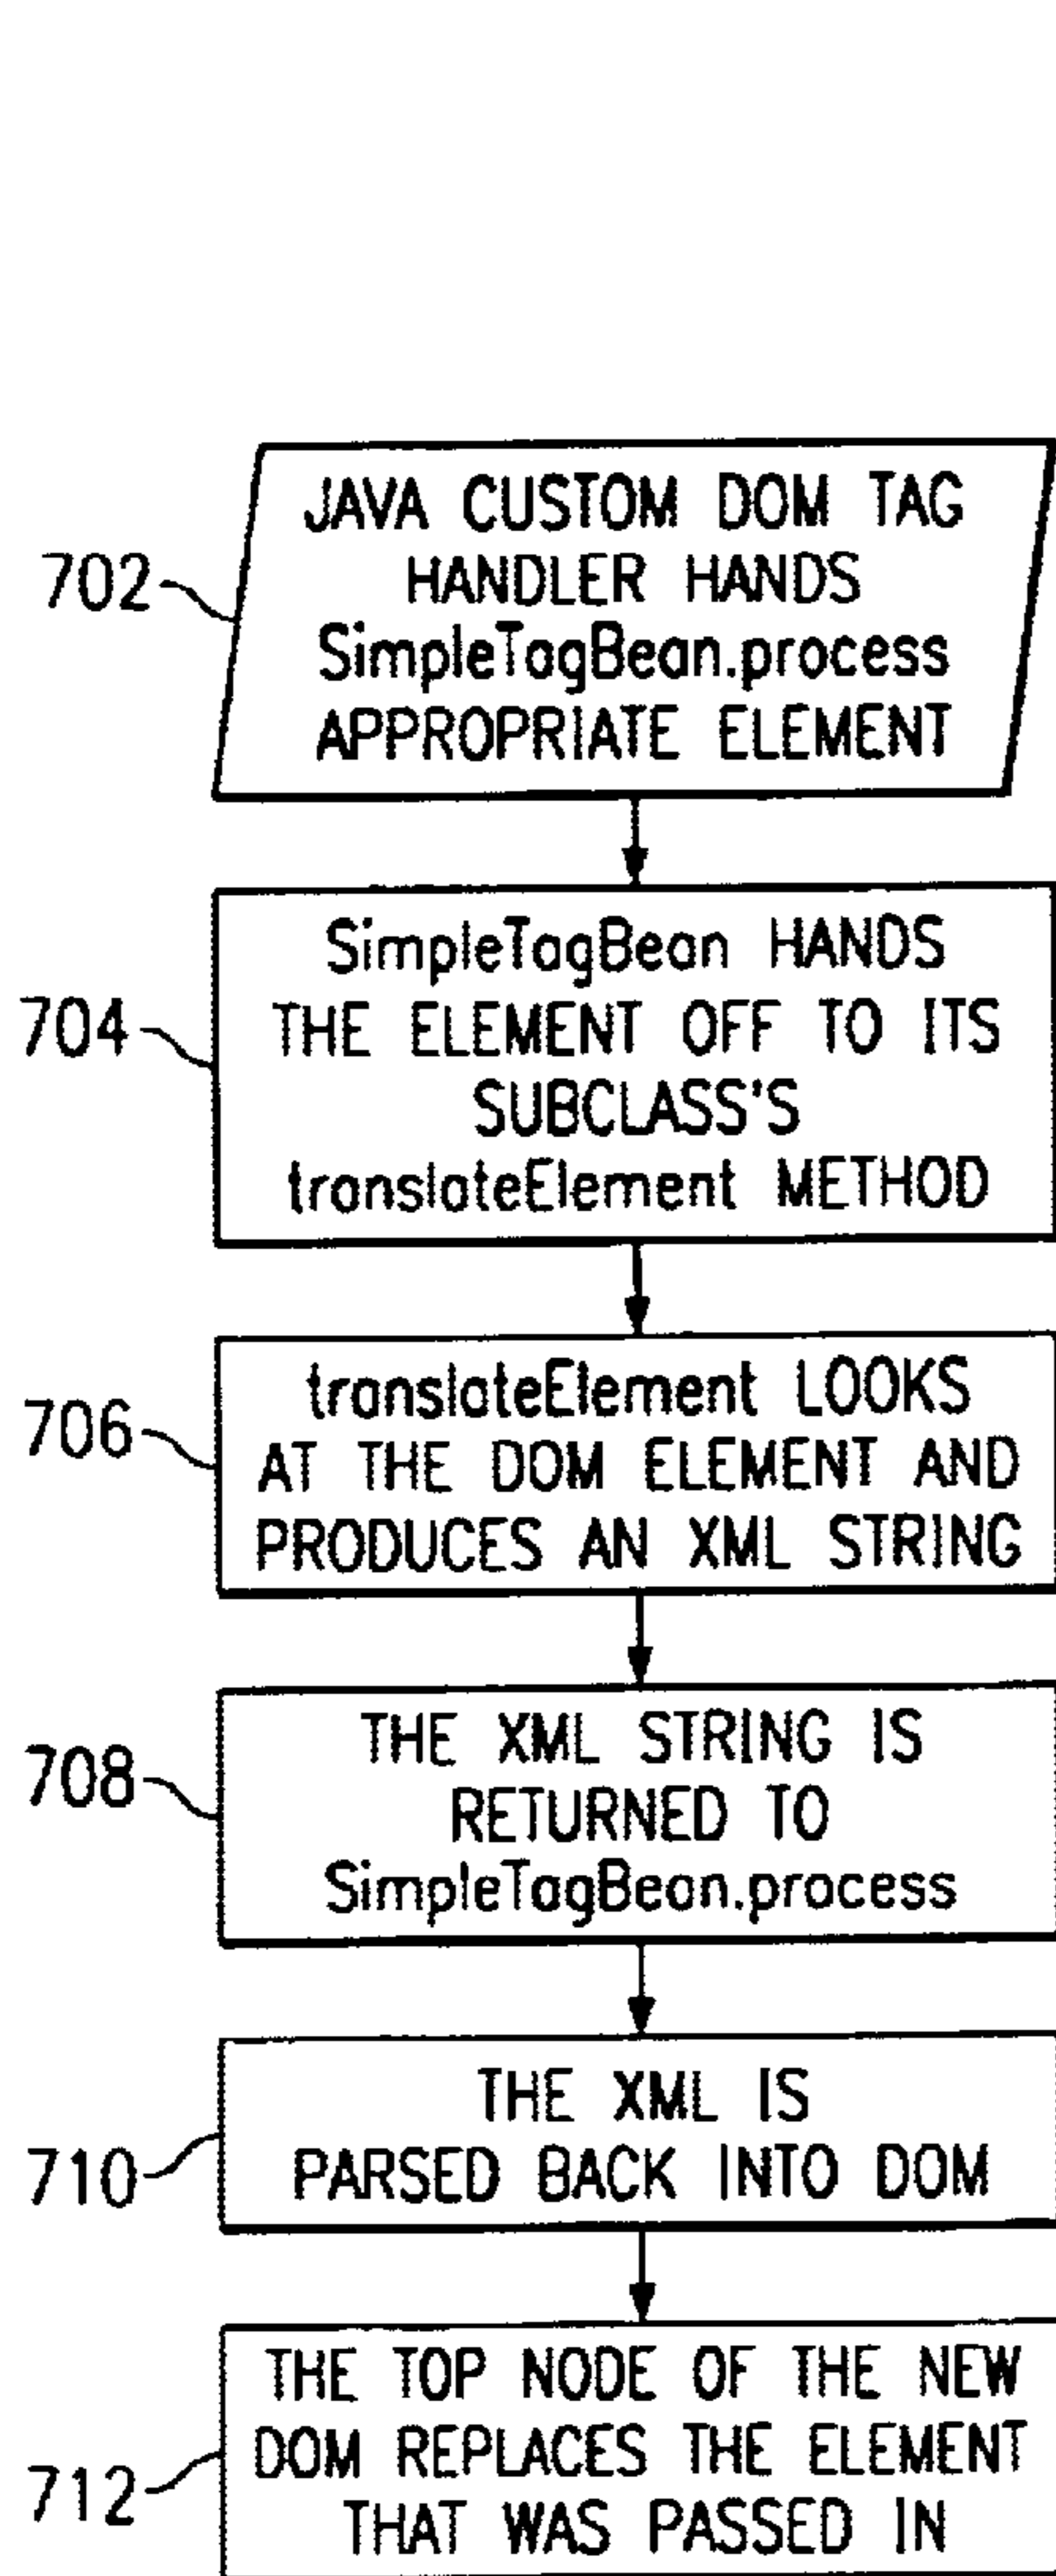 702
JAVA CUSTOM DOM TAG
HANDLER HANDS
SimpleTagBean.process
APPROPRIATE ELEMENT
704
SimpleTagBean HANDS
THE ELEMENT OFF TO ITS
SUBCLASS'S
translateElement METHOD
706
translateElement LOOKS
AT THE DOM ELEMENT AND
PRODUCES AN XML STRING
708
THE XML STRING IS
RETURNED TO
SimpleTagBean.process
710
THE XML IS
PARSED BACK INTO DOM
712
THE TOP NODE OF THE NEW
DOM REPLACES THE ELEMENT
THAT WAS PASSED IN